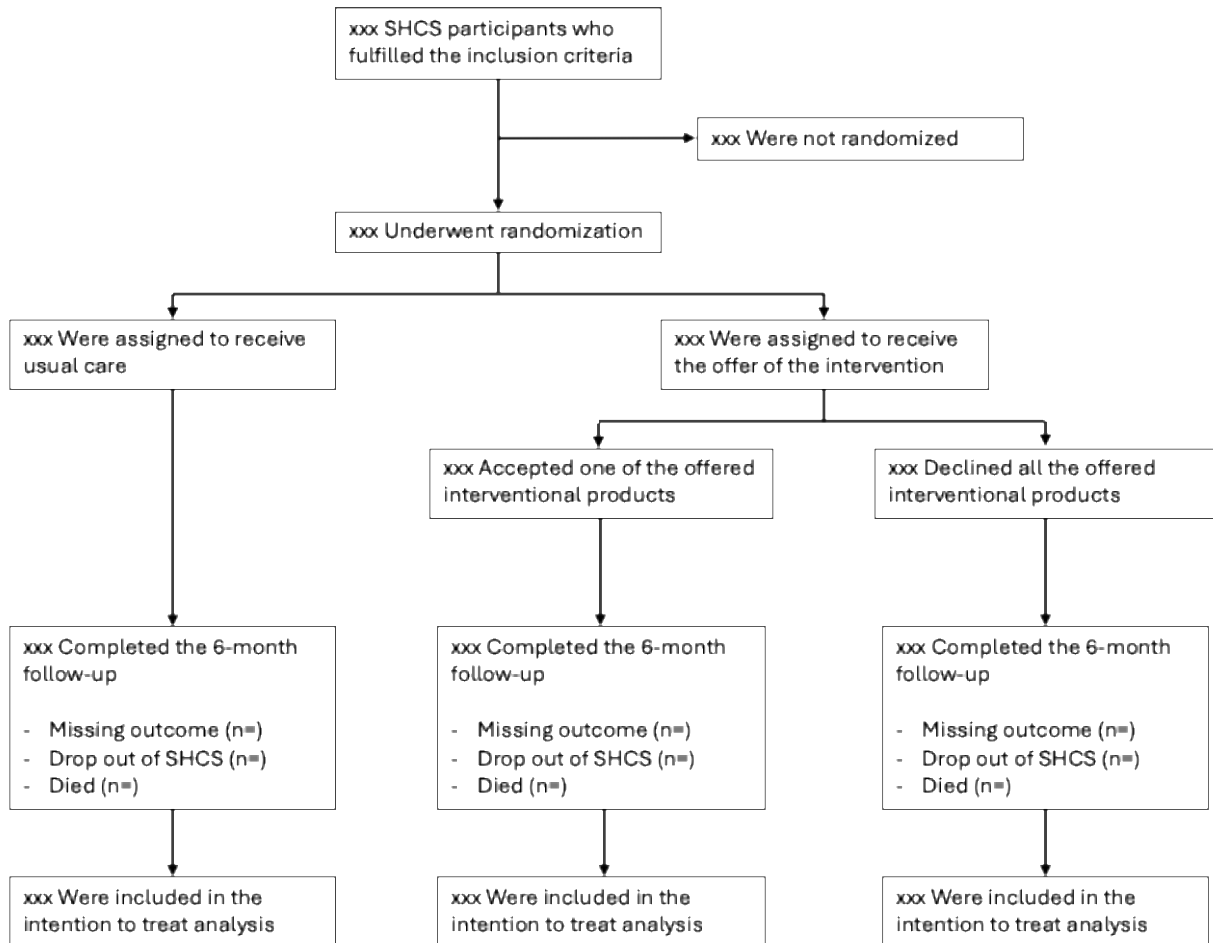 xxx SHCS participants who
fulfilled the inclusion criteria
xxx Were not randomized
xxx Underwent randomization
xxx Were assigned to receive
usual care
xxx Were assigned to receive
the offer of the intervention
xxx Accepted one of the offered
interventional products
xxx Declined all the offered
interventional products
xxx Completed the 6-month
follow-up
- Missing outcome (n=)
- Drop out of SHCS (n=)
- Died (n=)
xxx Completed the 6-month
follow-up
- Missing outcome (n=)
- Drop out of SHCS (n=)
- Died (n=)
xxx Completed the 6-month
follow-up
- Missing outcome (n=)
- Drop out of SHCS (n=)
- Died (n=)
xxx Were included in the
intention to treat analysis
xxx Were included in the
intention to treat analysis
xxx Were included in the
intention to treat analysis